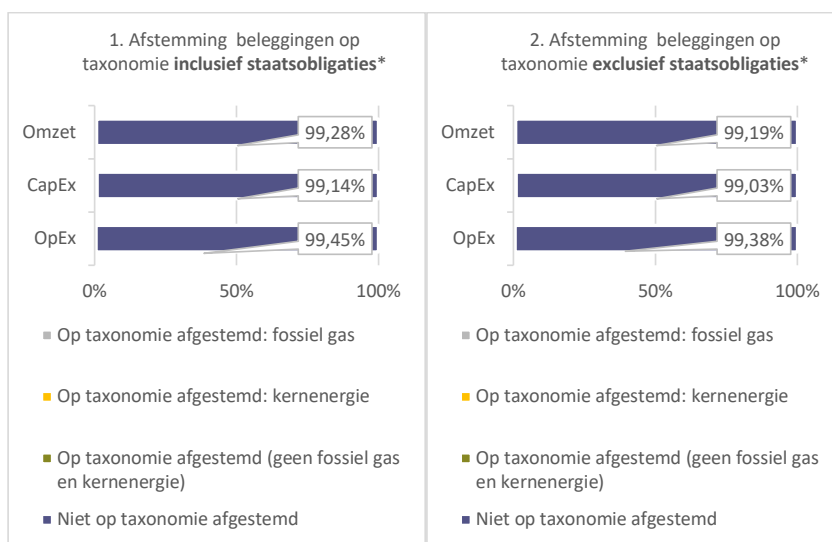 1. Afstemming beleggingen op
taxonomie inclusief staatsobligaties*
Omzet
99,28%
CapEx
99,14%
OpEx
99,45%
0%
50%
100%
Op taxonomie afgestemd: fossiel gas
Op taxonomie afgestemd: kernenergie
Op taxonomie afgestemd (geen fossiel gas
en kernenergie)
Niet op taxonomie afgestemd
2. Afstemming beleggingen op
taxonomie exclusief staatsobligaties*
Omzet
99,19%
CapEx
99,03%
OpEx
99,38%
0%
50%
100%
Op taxonomie afgestemd: fossiel gas
Op taxonomie afgestemd: kernenergie
Op taxonomie afgestemd (geen fossiel gas
en kernenergie)
Niet op taxonomie afgestemd